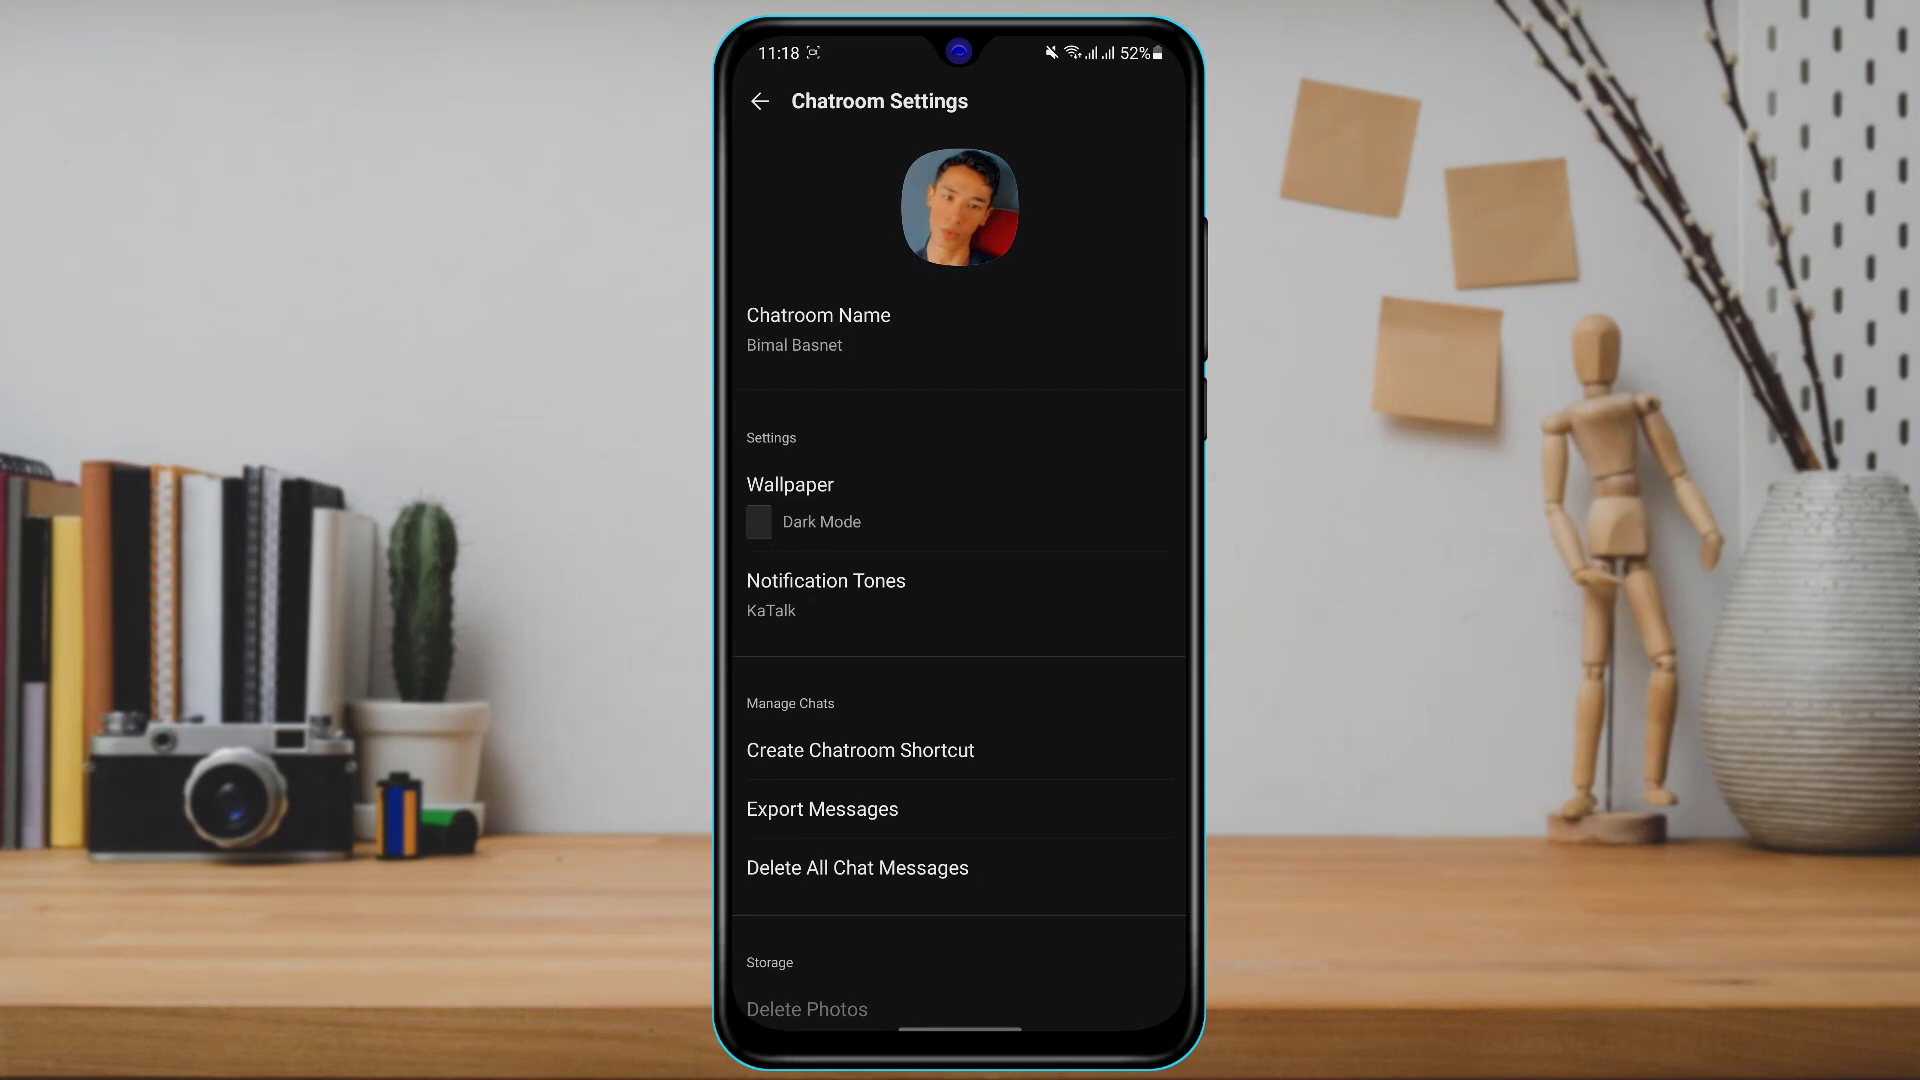 11:18 52%
Chatroom Settings
Chatroom Name
Bimal Basnet
Settings
Wallpaper
Dark Mode
Notification Tones
KaTalk
Manage Chats
Create Chatroom Shortcut
Export Messages
Delete All Chat Messages
Storage
Delete Photos